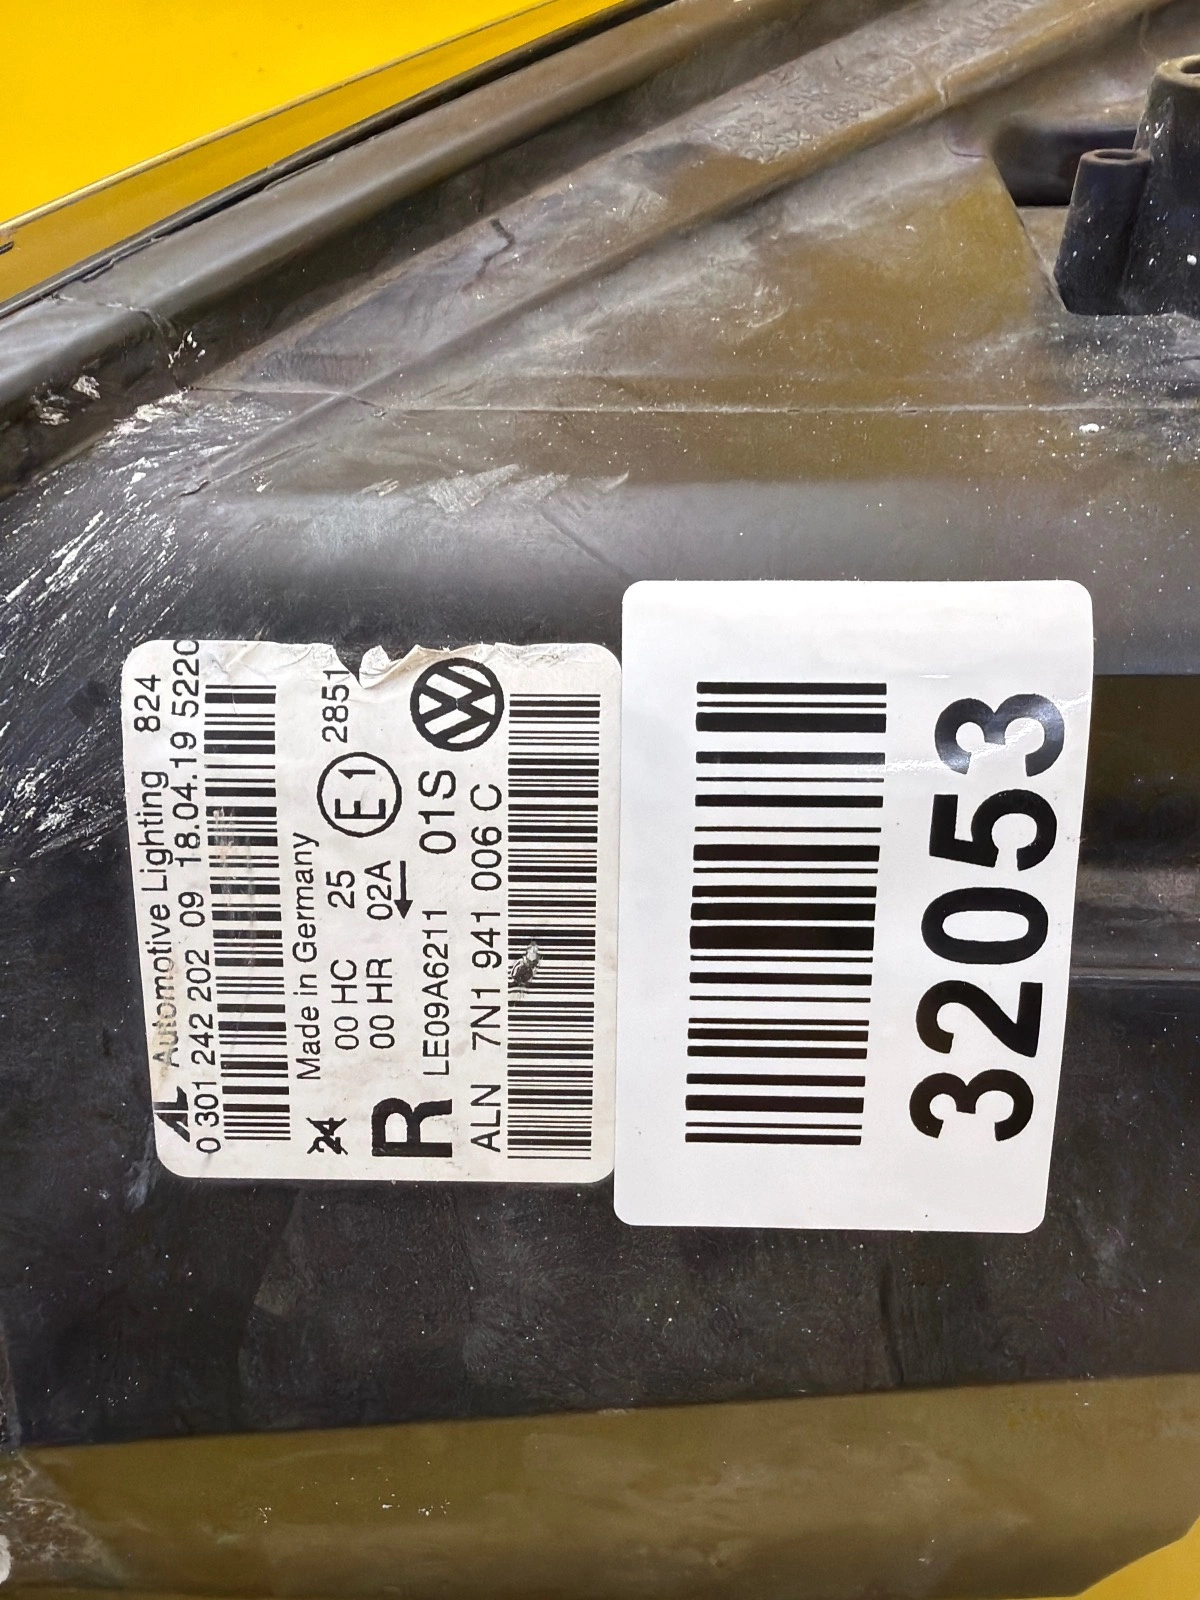 AL Automotive Lighting 824
0 301 242 202 09 18.04.19 5220
Made in Germany
24
00 HC 25 E1 2851
00 HR 02A
R LE09A6211 01S
ALN 7N1 941 006 C
32053